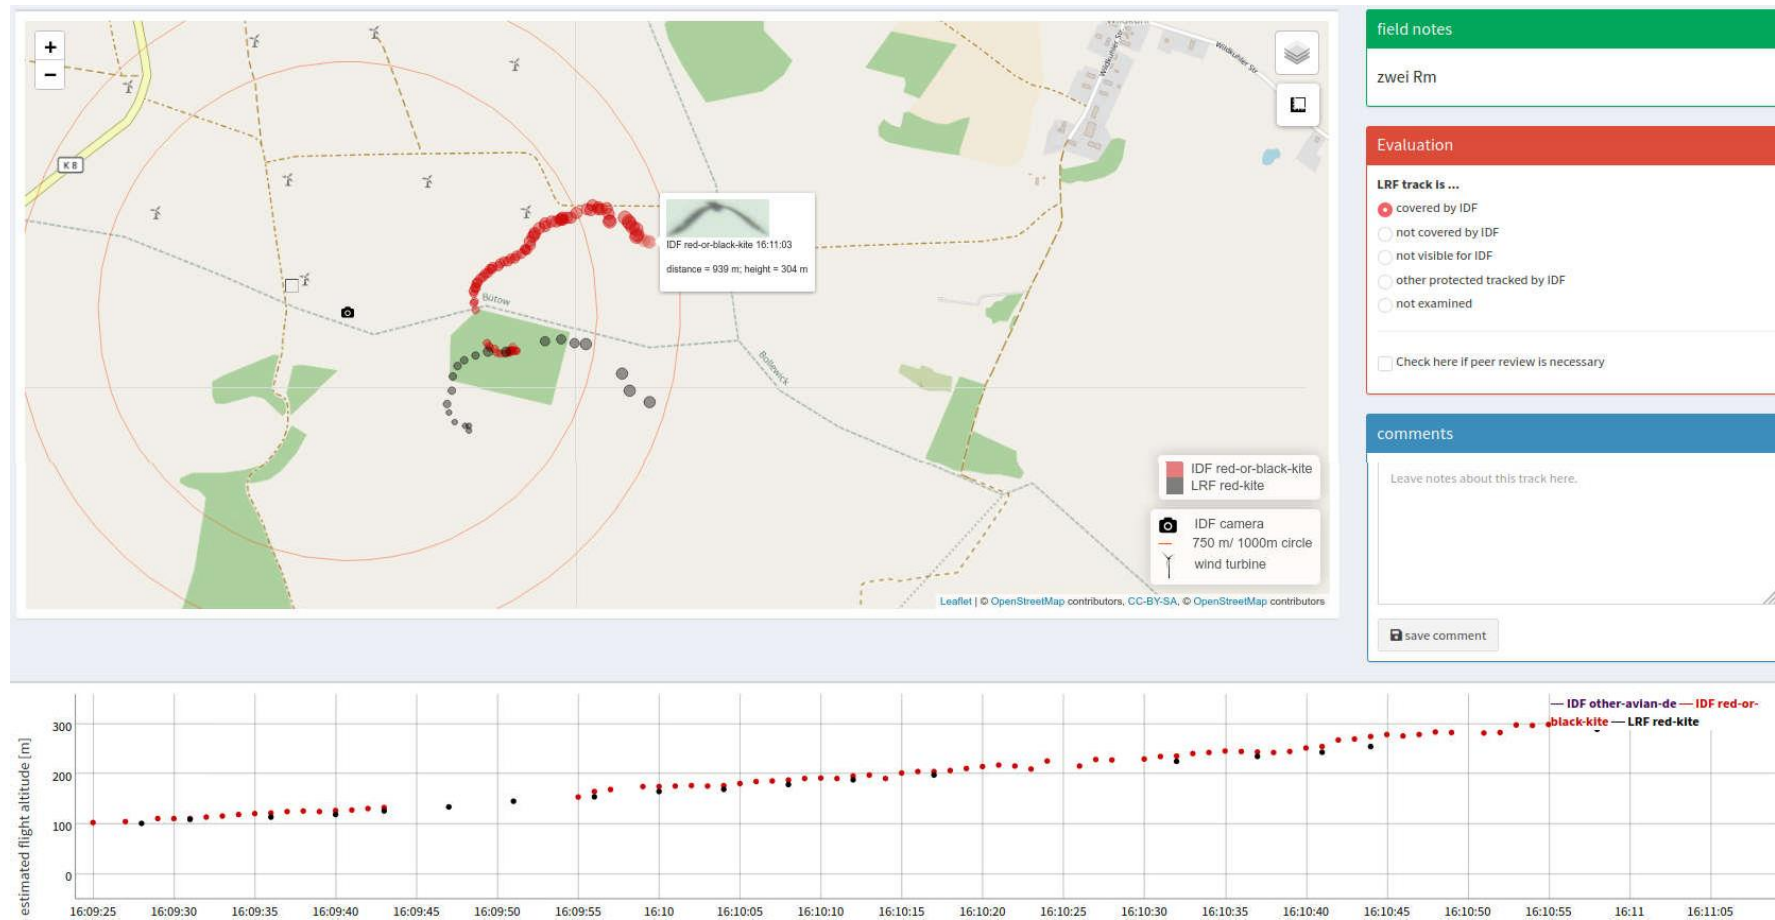 +
−
K 8
Wildkuhl
Wildkuhler Str.
Wildkuhler Str.
Bütow
Bollewick
IDF red-or-black-kite 16:11:03
distance = 939 m; height = 304 m
IDF red-or-black-kite
LRF red-kite
IDF camera
750 m/ 1000m circle
wind turbine
Leaflet | © OpenStreetMap contributors, CC-BY-SA, © OpenStreetMap contributors
field notes
zwei Rm
Evaluation
LRF track is ...
covered by IDF
not covered by IDF
not visible for IDF
other protected tracked by IDF
not examined
Check here if peer review is necessary
comments
Leave notes about this track here.
save comment
— IDF other-avian-de — IDF red-or-
black-kite — LRF red-kite
estimated flight altitude [m]
300
200
100
0
16:09:25 16:09:30 16:09:35 16:09:40 16:09:45 16:09:50 16:09:55 16:10 16:10:05 16:10:10 16:10:15 16:10:20 16:10:25 16:10:30 16:10:35 16:10:40 16:10:45 16:10:50 16:10:55 16:11 16:11:05